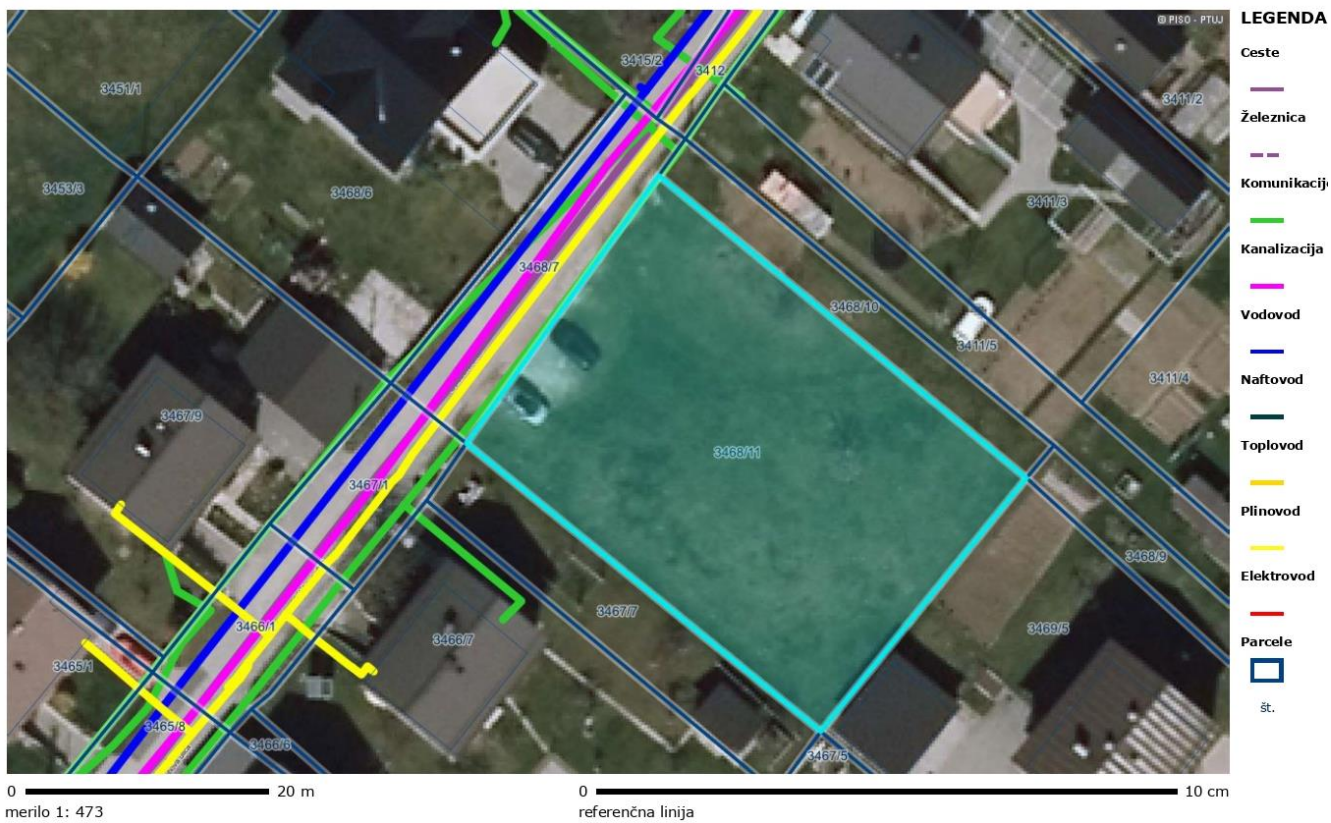 © PISO - PTUJ
LEGENDA
Ceste
Železnica
Komunikacij
Kanalizacija
Vodovod
Naftovod
Toplovod
Plinovod
Elektrovod
Parcele
št.
3451/1
3415/2
3412
3411/2
3453/3
3468/6
3411/3
3468/7
3468/10
3411/5
3411/4
3467/9
3468/11
3467/1
3468/9
3467/7
3469/5
3466/1
3466/7
3465/1
3465/8
3466/6
3467/5
0 20 m
merilo 1: 473
0 10 cm
referenčna linija